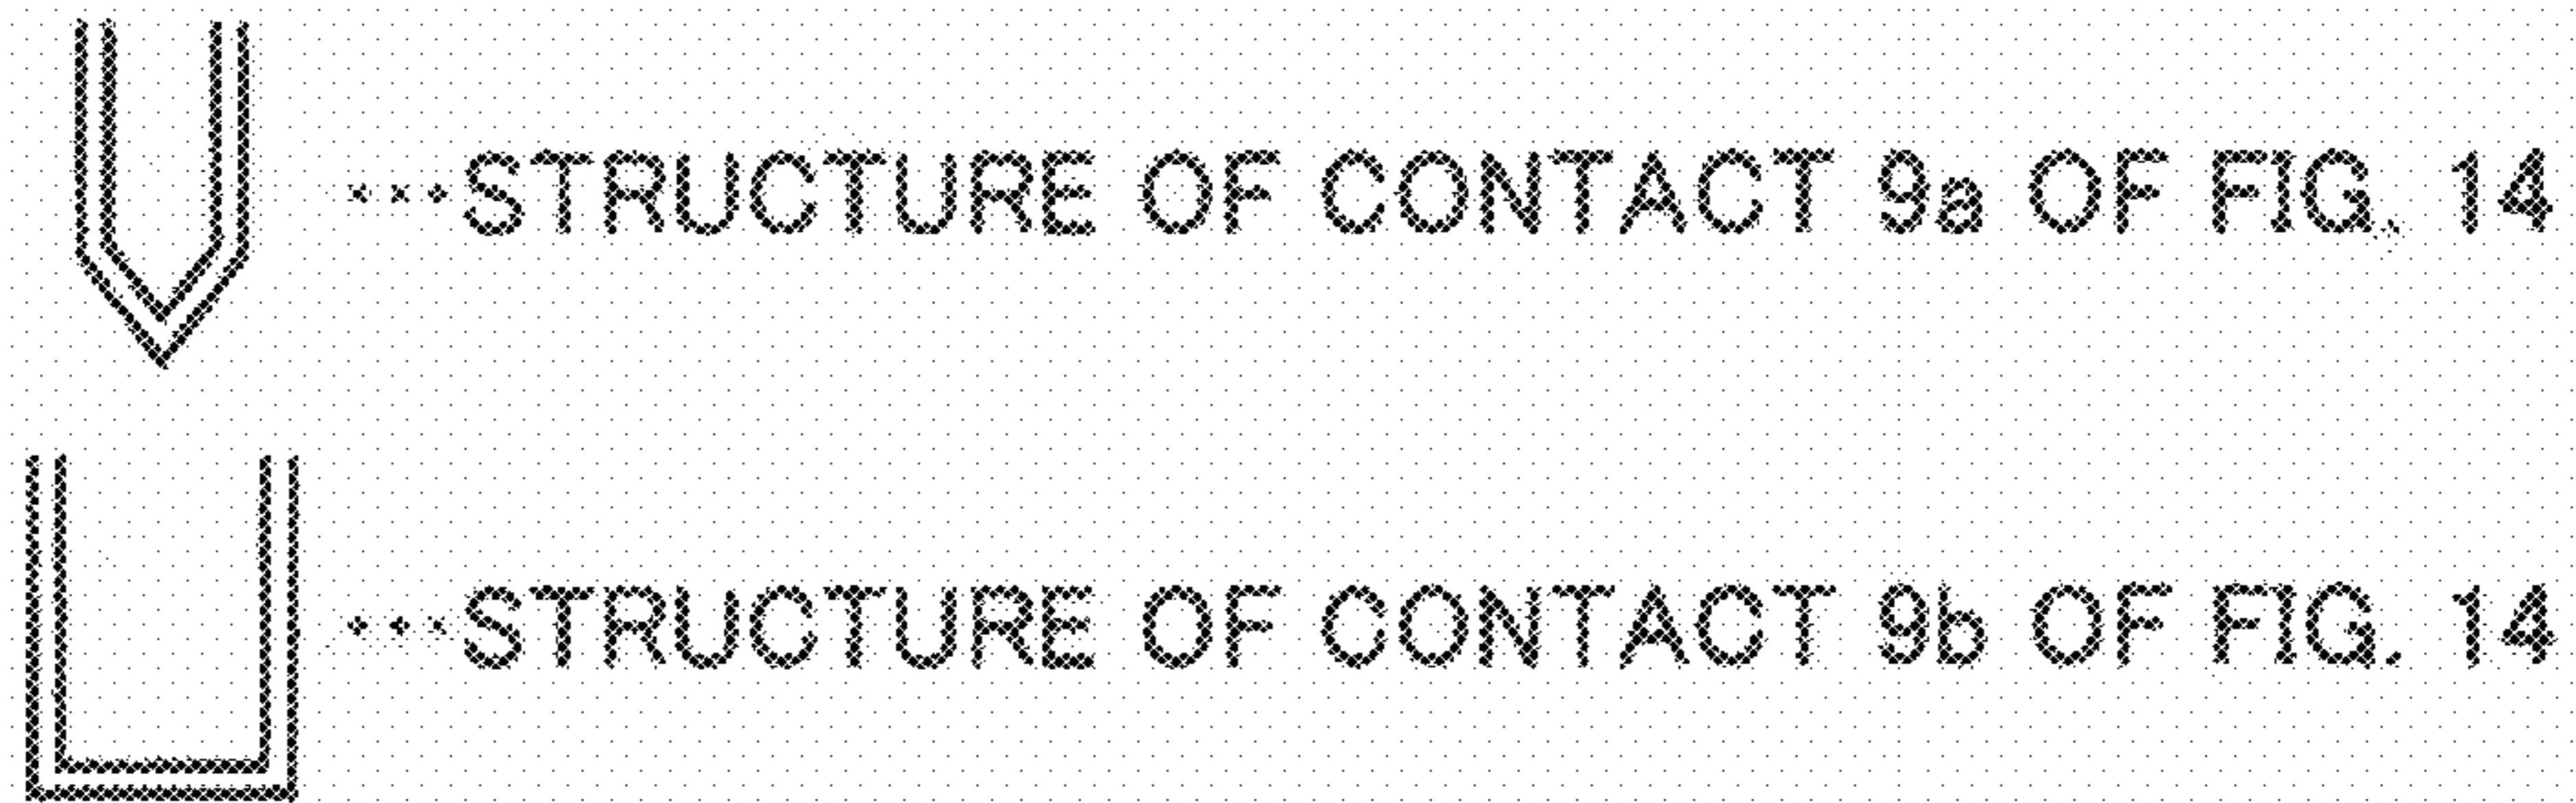 ···STRUCTURE OF CONTACT 9a OF FIG. 14
···STRUCTURE OF CONTACT 9b OF FIG. 14